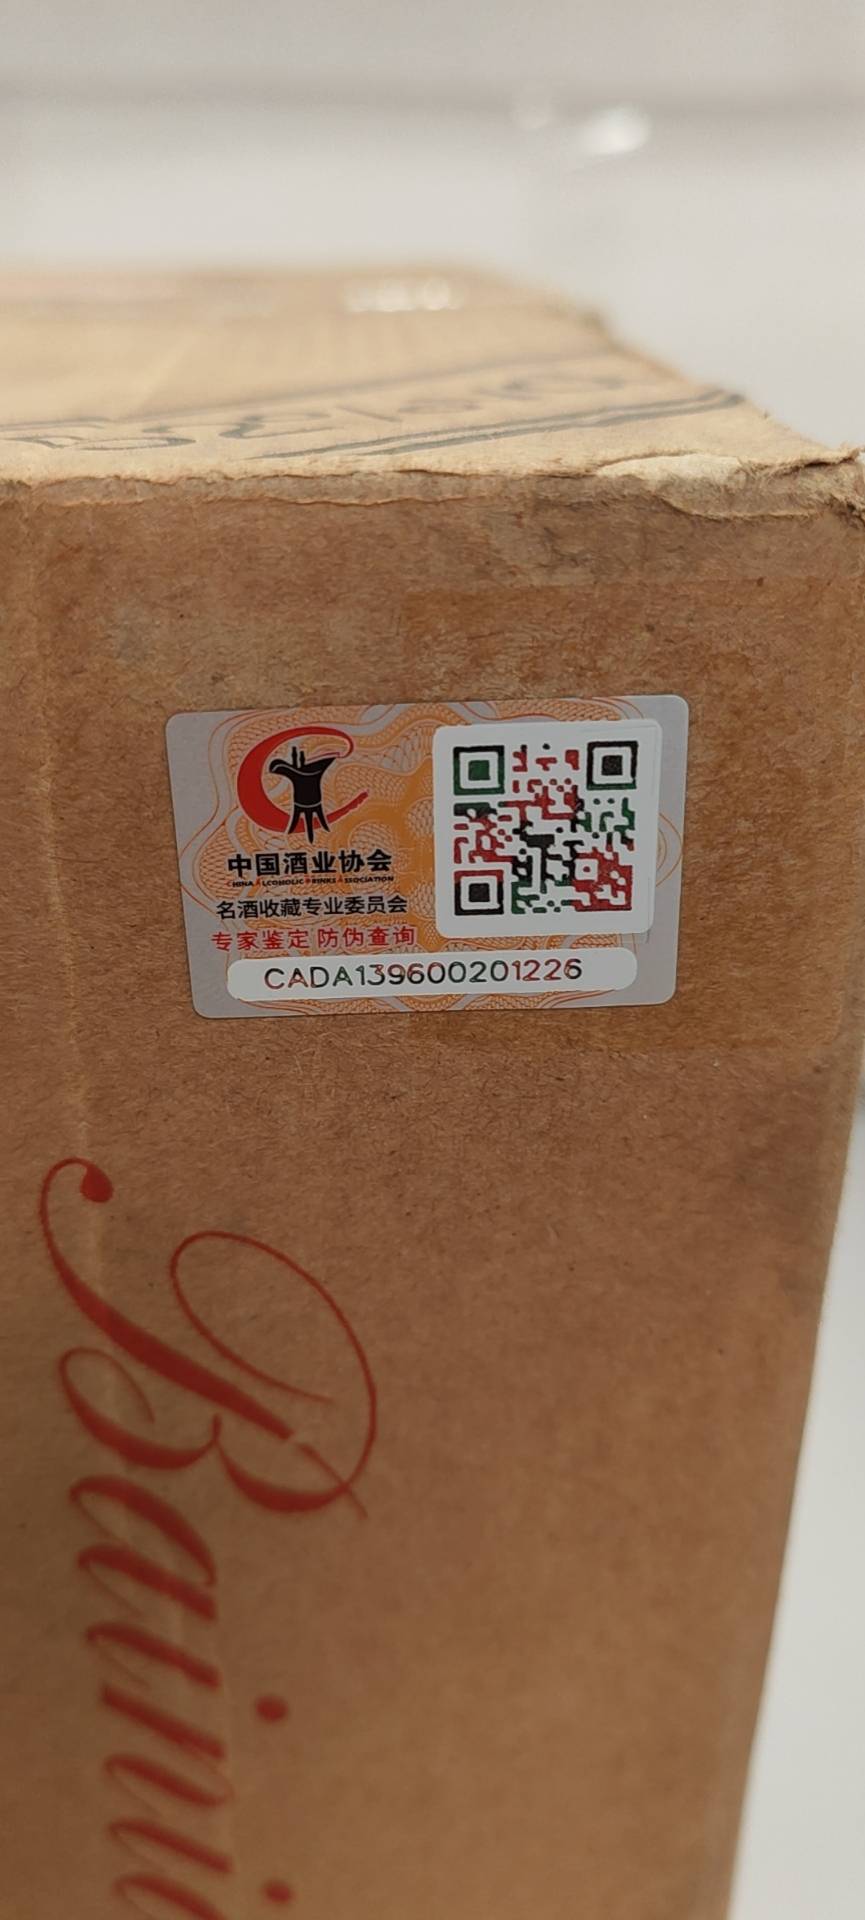 中国酒业协会
CHINA ALCOHOLIC DRINKS ASSOCIATION
名酒收藏专业委员会
专家鉴定 防伪查询
CADA139600201226
Baini